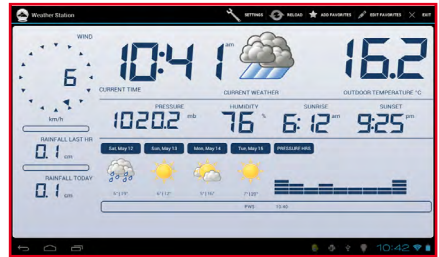 Weather Station
SETTINGS RELOAD ADD FAVORITES EDIT FAVORITES EXIT
WIND
6
km/h
10:41 am
CURRENT TIME
CURRENT WEATHER
16.2
OUTDOOR TEMPERATURE °C
PRESSURE
1020.2 mb
HUMIDITY
76 %
SUNRISE
6:12 am
SUNSET
9:25 pm
RAINFALL LAST HR
0.1 cm
RAINFALL TODAY
0.1 cm
Sat, May 12 Sun, May 13 Mon, May 14 Tue, May 15 PRESSURE HRS
PWS 15:40
10:42